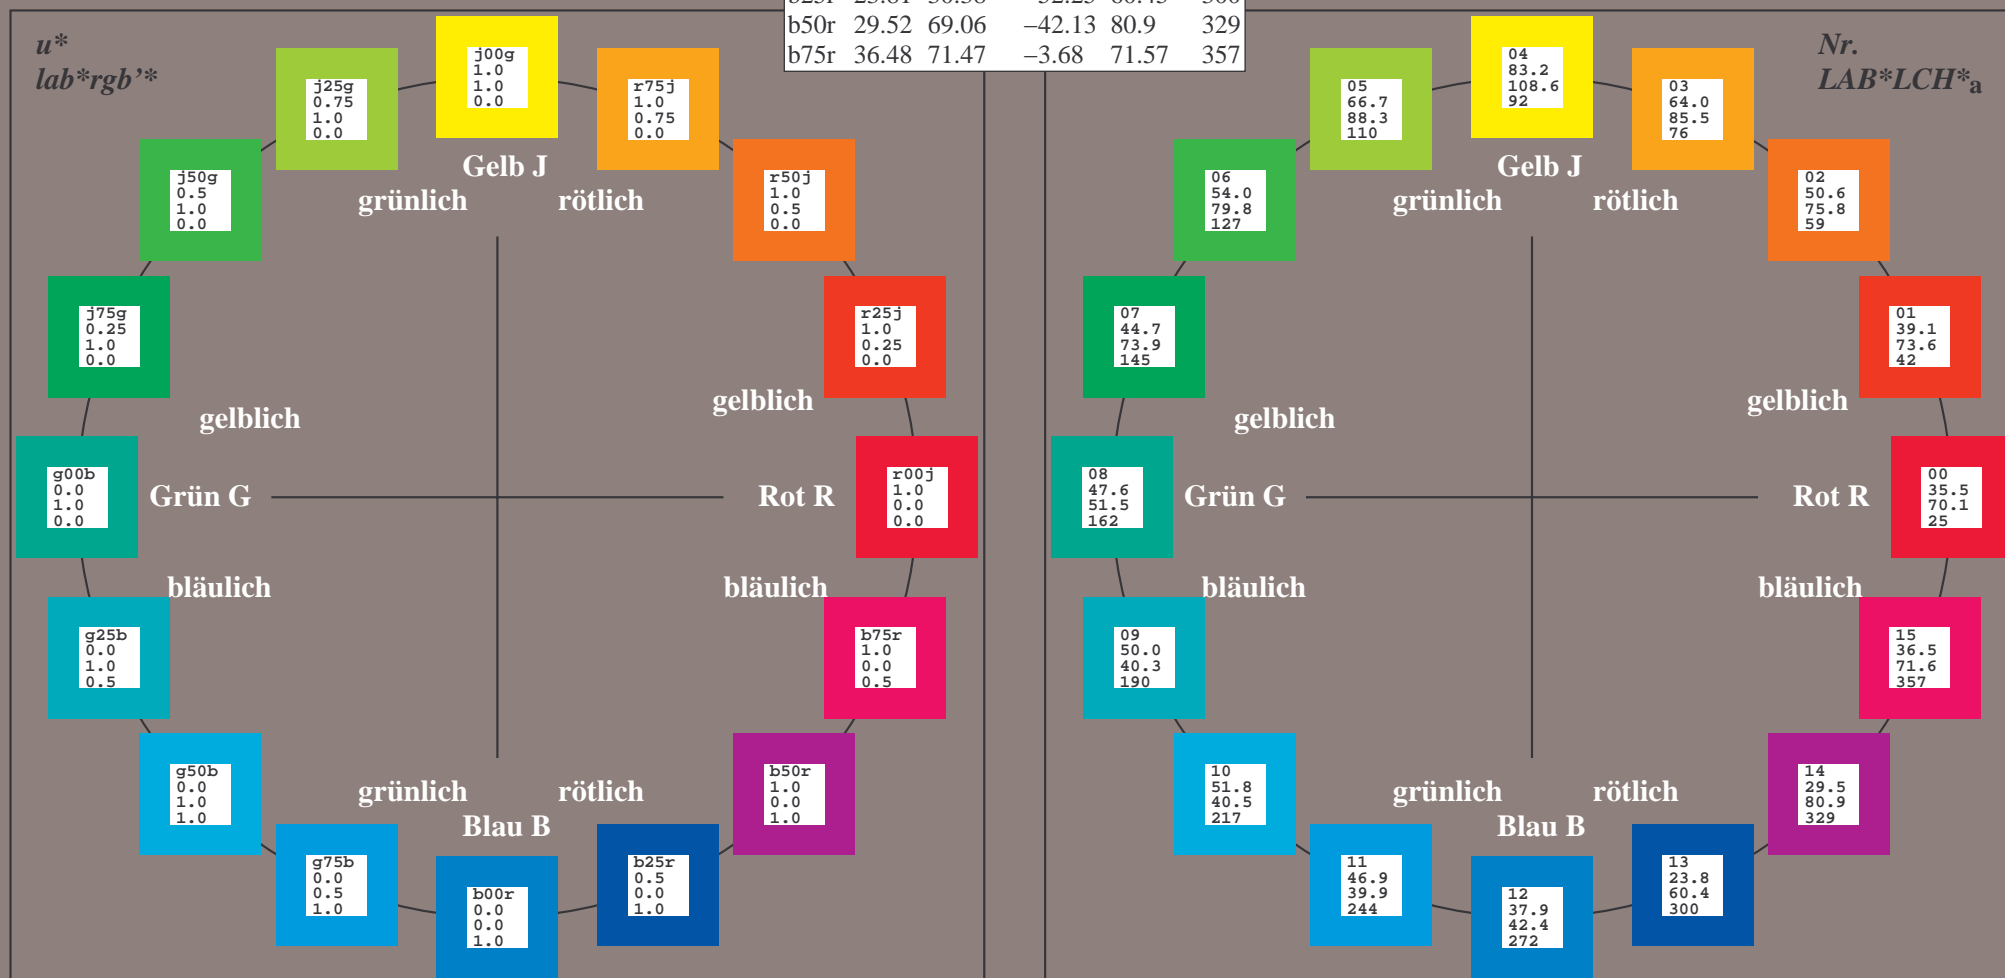 b50r 29.52 69.06 −42.13 80.9 329
b75r 36.48 71.47 −3.68 71.57 357
u*
lab*rgb’*
j00g
1.0
1.0
0.0
j25g
0.75
1.0
0.0
r75j
1.0
0.75
0.0
Gelb J
grünlich rötlich
j50g
0.5
1.0
0.0
r50j
1.0
0.5
0.0
j75g
0.25
1.0
0.0
r25j
1.0
0.25
0.0
gelblich
gelblich
g00b
0.0
1.0
0.0
Grün G
Rot R
r00j
1.0
0.0
0.0
bläulich
bläulich
g25b
0.0
1.0
0.5
b75r
1.0
0.0
0.5
g50b
0.0
1.0
1.0
b50r
1.0
0.0
1.0
grünlich rötlich
Blau B
g75b
0.0
0.5
1.0
b00r
0.0
0.0
1.0
b25r
0.5
0.0
1.0
Nr.
LAB*LCH*a
04
83.2
108.6
92
05
66.7
88.3
110
03
64.0
85.5
76
Gelb J
grünlich rötlich
06
54.0
79.8
127
02
50.6
75.8
59
07
44.7
73.9
145
01
39.1
73.6
42
gelblich
gelblich
08
47.6
51.5
162
Grün G
Rot R
00
35.5
70.1
25
bläulich
bläulich
09
50.0
40.3
190
15
36.5
71.6
357
10
51.8
40.5
217
14
29.5
80.9
329
grünlich rötlich
Blau B
11
46.9
39.9
244
12
37.9
42.4
272
13
23.8
60.4
300